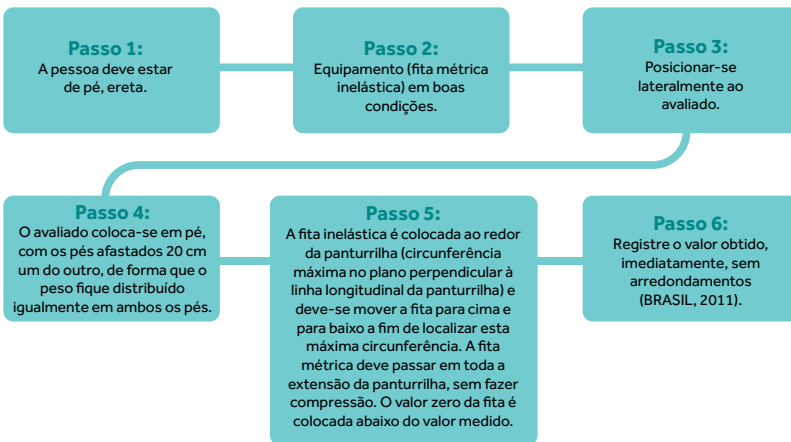 Passo 1:
A pessoa deve estar
de pé, ereta.
Passo 2:
Equipamento (fita métrica
inelástica) em boas
condições.
Passo 3:
Posicionar-se
lateralmente ao
avaliado.
Passo 4:
O avaliado coloca-se em pé,
com os pés afastados 20 cm
um do outro, de forma que o
peso fique distribuído
igualmente em ambos os pés.
Passo 5:
A fita inelástica é colocada ao redor
da panturrilha (circunferência
máxima no plano perpendicular à
linha longitudinal da panturrilha) e
deve-se mover a fita para cima e
para baixo a fim de localizar esta
máxima circunferência. A fita
métrica deve passar em toda a
extensão da panturrilha, sem fazer
compressão. O valor zero da fita é
colocada abaixo do valor medido.
Passo 6:
Registre o valor obtido,
imediatamente, sem
arredondamentos
(BRASIL, 2011).